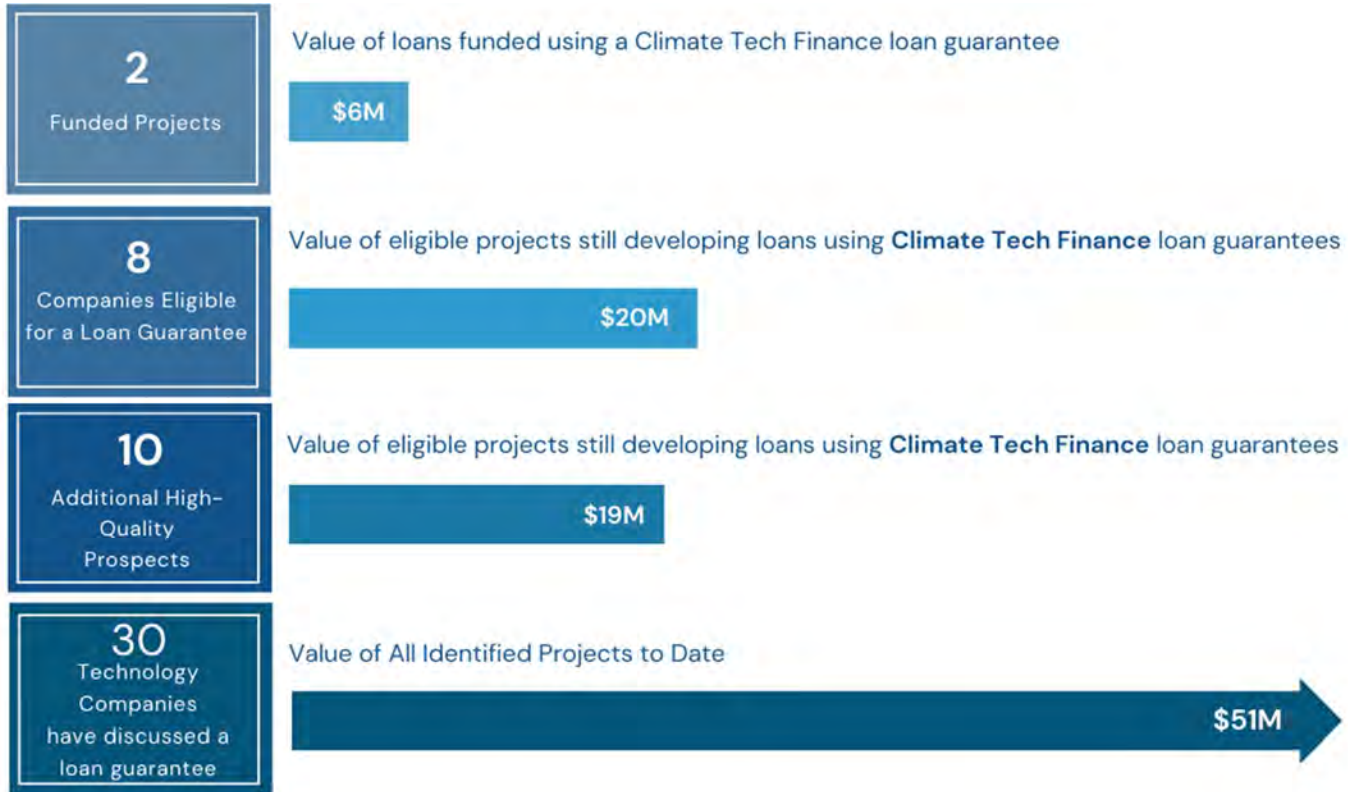 2
Funded Projects
Value of loans funded using a Climate Tech Finance loan guarantee
$6M
8
Companies Eligible
for a Loan Guarantee
Value of eligible projects still developing loans using Climate Tech Finance loan guarantees
$20M
10
Additional High-
Quality
Prospects
Value of eligible projects still developing loans using Climate Tech Finance loan guarantees
$19M
30
Technology
Companies
have discussed a
loan guarantee
Value of All Identified Projects to Date
$51M